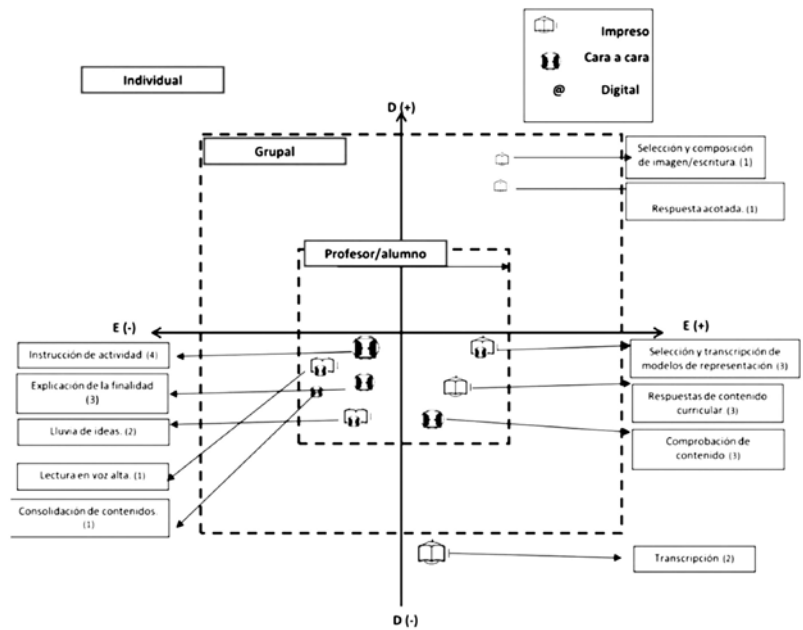 Impreso
Cara a cara
@ Digital
Individual
D (+)
Grupal
Selección y composición
de imagen/escritura. (1)
Respuesta acotada. (1)
Profesor/alumno
E (-)
E (+)
Instrucción de actividad (4)
Explicación de la finalidad
(3)
Lluvia de ideas. (2)
Lectura en voz alta. (1)
Consolidación de contenidos.
(1)
Selección y transcripción de
modelos de representación (3)
Respuestas de contenido
curricular. (3)
Comprobación de
contenido (3)
Transcripción (2)
D (-)